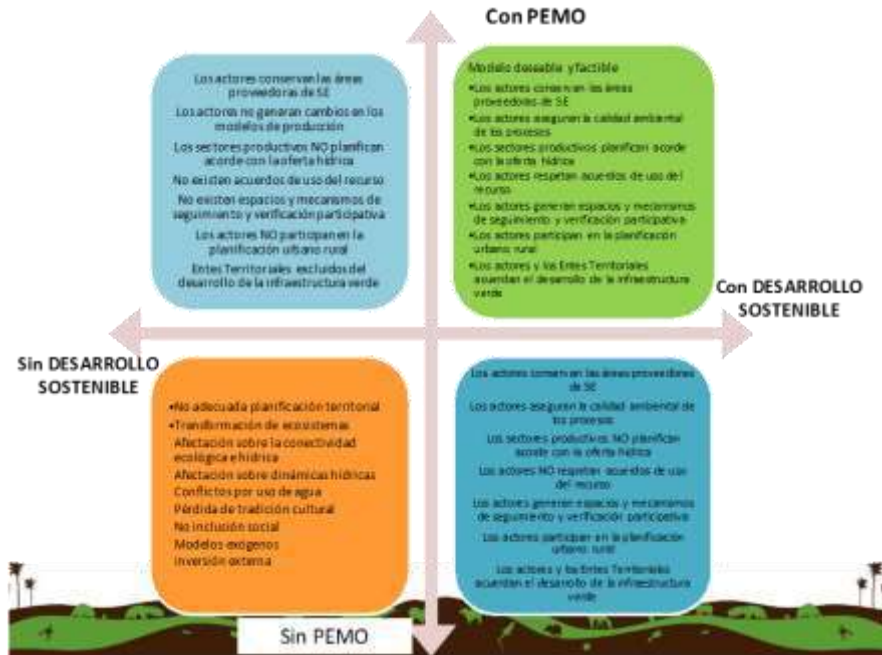 Con PEMO
Los actores conservan las áreas
proveedoras de SE
Los actores no generan cambios en los
modelos de producción
Los sectores productivos NO planifican
acorde con la oferta hídrica
No existen acuerdos de uso del recurso
No existen espacios y mecanismos de
seguimiento y verificación participativa
Los actores NO participan en la
planificación urbano rural
Entes Territoriales excluidos del
desarrollo de la infraestructura verde
Modelo deseable y factible
•Los actores conservan las áreas
proveedoras de SE
•Los actores aseguran la calidad ambiental
de los procesos
•Los sectores productivos planifican acorde
con la oferta hídrica
•Los actores respetan acuerdos de uso del
recurso
•Los actores generan espacios y mecanismos
de seguimiento y verificación participativa
•Los actores participan en la planificación
urbano rural
•Los actores y los Entes Territoriales
acuerdan el desarrollo de la infraestructura
verde
Con DESARROLLO
SOSTENIBLE
Sin DESARROLLO
SOSTENIBLE
•No adecuada planificación territorial
•Transformación de ecosistemas
Afectación sobre la conectividad
ecológica e hídrica
Afectación sobre dinámicas hídricas
Conflictos por uso de agua
Pérdida de tradición cultural
No inclusión social
Modelos exógenos
Inversión externa
Los actores conservan las áreas proveedoras
de SE
Los actores aseguran la calidad ambiental de
los procesos
Los sectores productivos NO planifican
acorde con la oferta hídrica
Los actores NO respetan acuerdos de uso
del recurso
Los actores generan espacios y mecanismos
de seguimiento y verificación participativa
Los actores participan en la planificación
urbano rural
Los actores y los Entes Territoriales
acuerdan el desarrollo de la infraestructura
verde
Sin PEMO